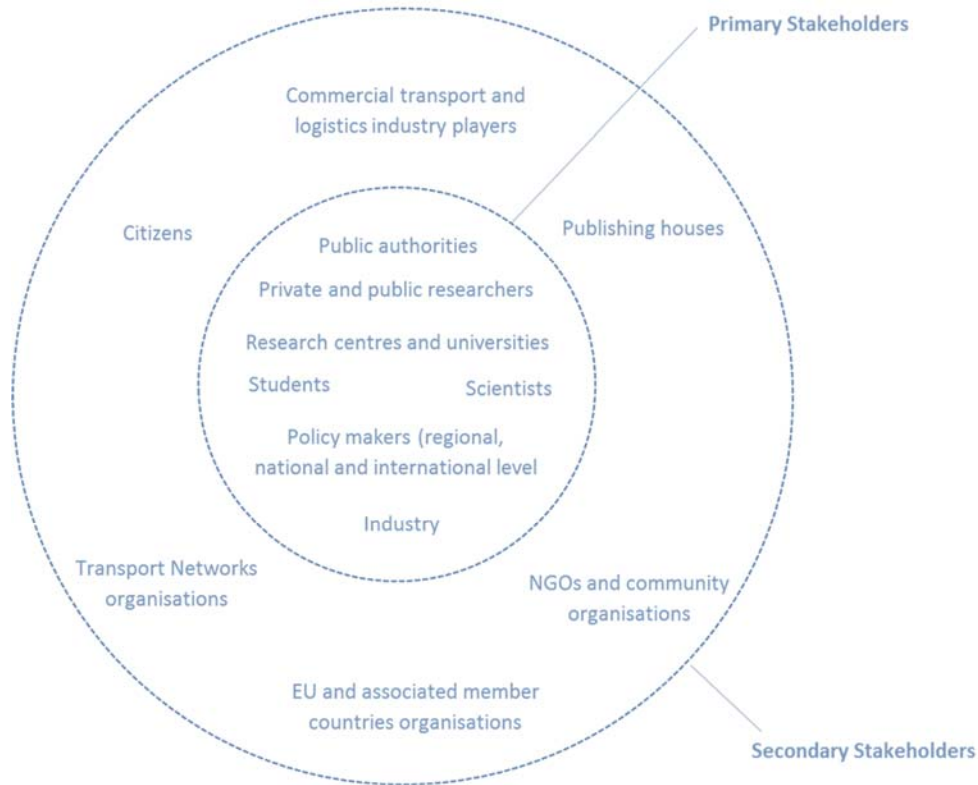 Primary Stakeholders
Commercial transport and
logistics industry players
Citizens
Publishing houses
Public authorities
Private and public researchers
Research centres and universities
Students
Scientists
Policy makers (regional,
national and international level
Industry
Transport Networks
organisations
NGOs and community
organisations
EU and associated member
countries organisations
Secondary Stakeholders